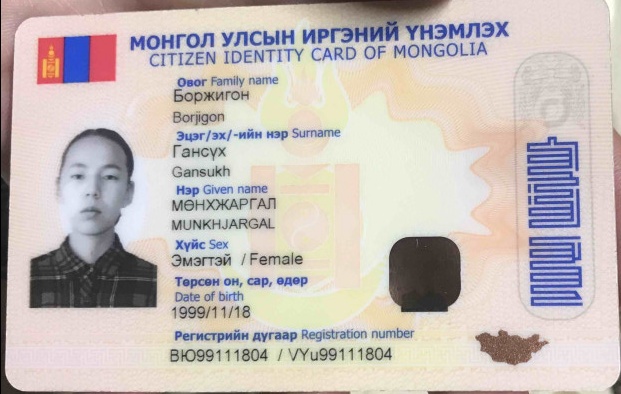 МОНГОЛ УЛСЫН ИРГЭНИЙ ҮНЭМЛЭХ
CITIZEN IDENTITY CARD OF MONGOLIA
Овог Family name
Боржигон
Borjigon
Эцэг/эх/-ийн нэр Surname
Гансүх
Gansukh
Нэр Given name
МӨНХЖАРГАЛ
MUNKHJARGAL
Хүйс Sex
Эмэгтэй / Female
Төрсөн он, сар, өдөр
Date of birth
1999/11/18
Регистрийн дугаар Registration number
ВЮ99111804 / VYu99111804